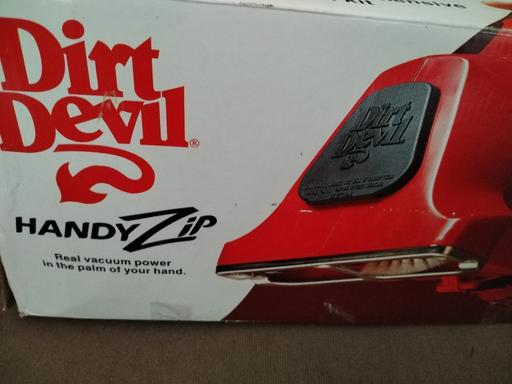 Dirt
Devil®
HANDY Zip
Real vacuum power
in the palm of your hand.
Dirt
Devil